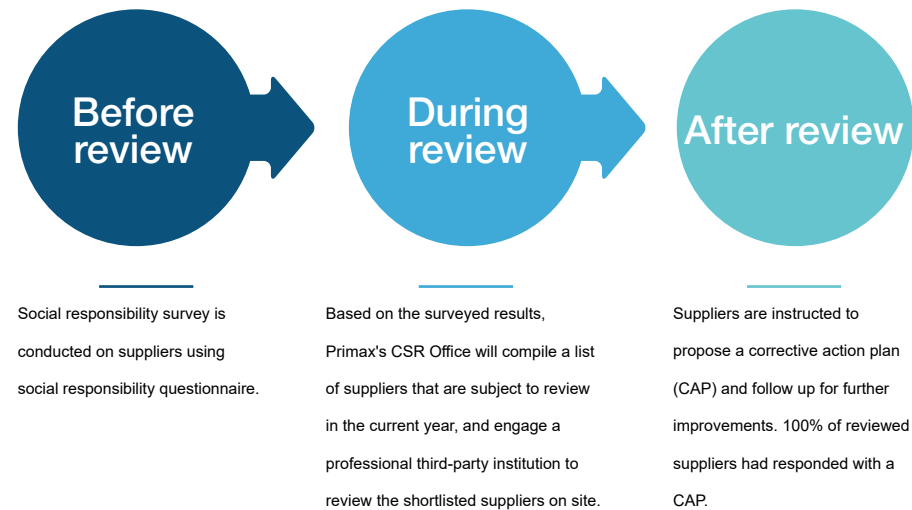 Before
review
During
review
After review
Social responsibility survey is
conducted on suppliers using
social responsibility questionnaire.
Based on the surveyed results,
Primax's CSR Office will compile a list
of suppliers that are subject to review
in the current year, and engage a
professional third-party institution to
review the shortlisted suppliers on site.
Suppliers are instructed to
propose a corrective action plan
(CAP) and follow up for further
improvements. 100% of reviewed
suppliers had responded with a
CAP.